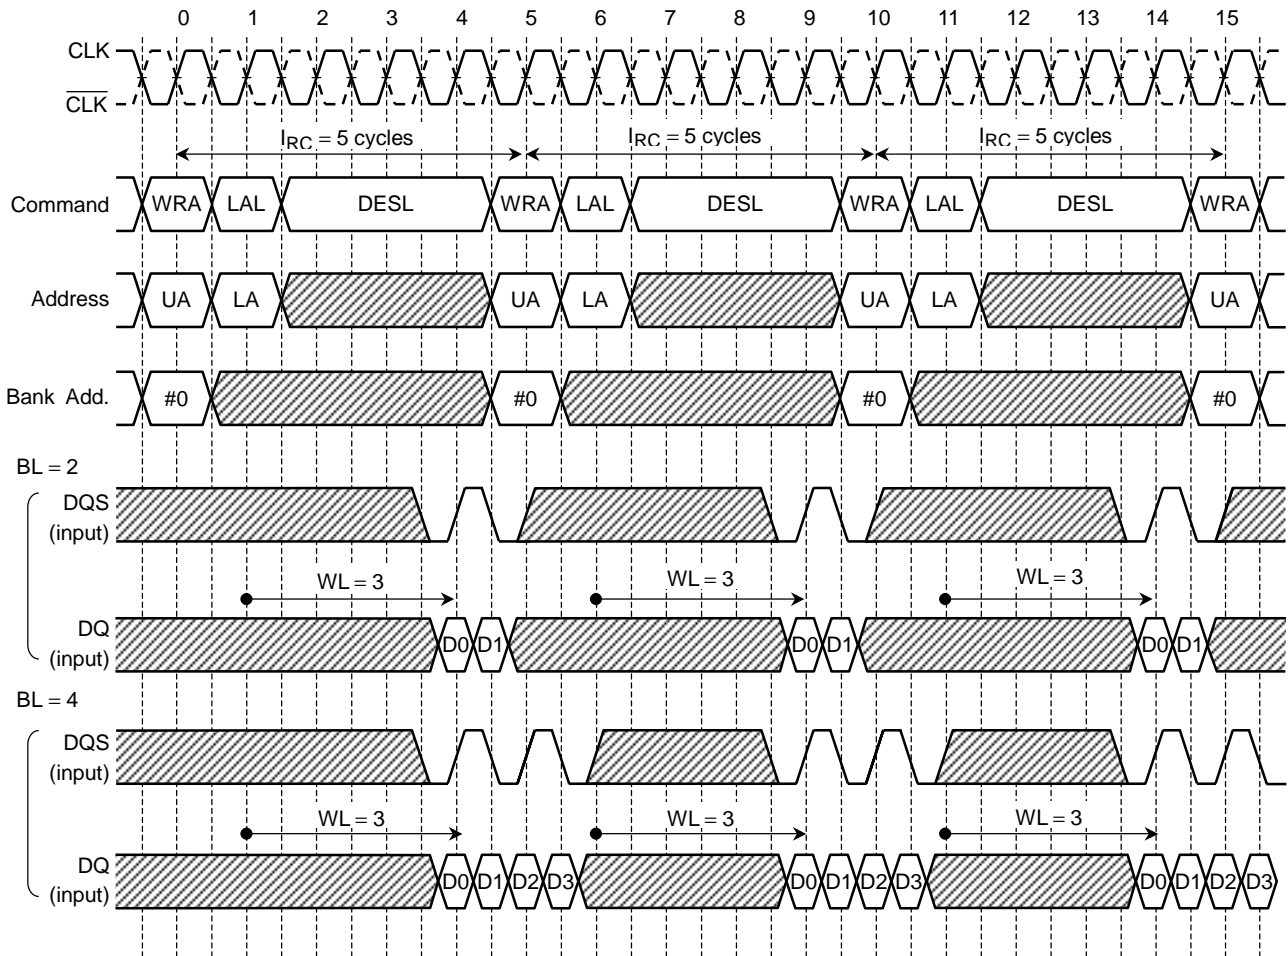 0 1 2 3 4 5 6 7 8 9 10 11 12 13 14 15
CLK
CLK
IRC = 5 cycles IRC = 5 cycles IRC = 5 cycles
Command WRA LAL DESL WRA LAL DESL WRA LAL DESL WRA
Address UA LA UA LA UA LA UA
Bank Add. #0 #0 #0 #0
BL = 2
DQS
(input)
WL = 3 WL = 3 WL = 3
DQ D0 D1 D0 D1 D0 D1
(input)
BL = 4
DQS
(input)
WL = 3 WL = 3 WL = 3
DQ D0 D1 D2 D3 D0 D1 D2 D3 D0 D1 D2 D3
(input)